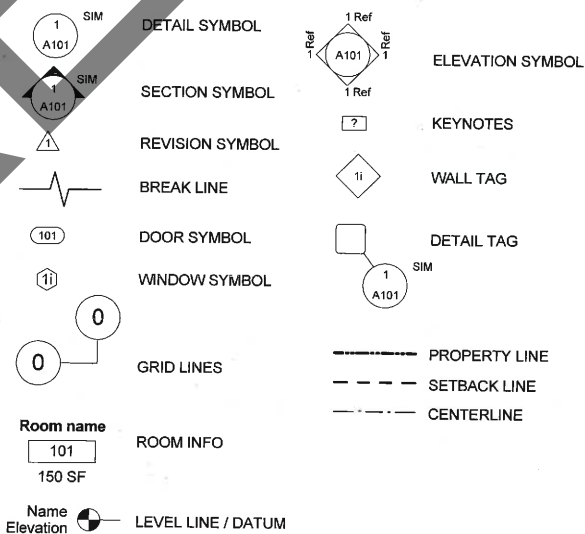 1
A101
SIM
DETAIL SYMBOL
1
A101
SIM
SECTION SYMBOL
1
REVISION SYMBOL
BREAK LINE
101
DOOR SYMBOL
1i
WINDOW SYMBOL
0
0
GRID LINES
Room name
101
150 SF
ROOM INFO
Name
Elevation
LEVEL LINE / DATUM
1 Ref
1 Ref
A101
1 Ref
1 Ref
ELEVATION SYMBOL
?
KEYNOTES
1i
WALL TAG
DETAIL TAG
1
A101
SIM
PROPERTY LINE
SETBACK LINE
CENTERLINE